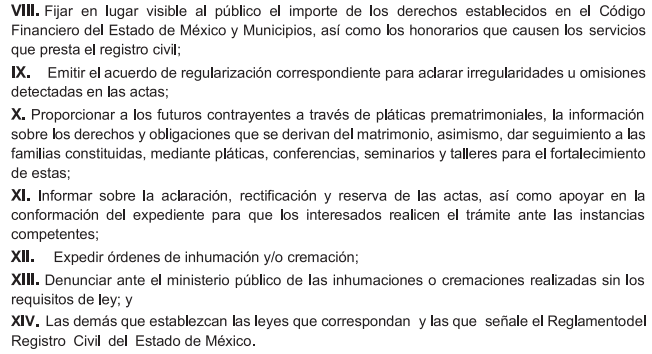 VIII. Fijar en lugar visible al público el importe de los derechos establecidos en el Código
Financiero del Estado de México y Municipios, así como los honorarios que causen los servicios
que presta el registro civil;
IX. Emitir el acuerdo de regularización correspondiente para aclarar irregularidades u omisiones
detectadas en las actas;
X. Proporcionar a los futuros contrayentes a través de pláticas prematrimoniales, la información
sobre los derechos y obligaciones que se derivan del matrimonio, asimismo, dar seguimiento a las
familias constituidas, mediante pláticas, conferencias, seminarios y talleres para el fortalecimiento
de estas;
XI. Informar sobre la aclaración, rectificación y reserva de las actas, así como apoyar en la
conformación del expediente para que los interesados realicen el trámite ante las instancias
competentes;
XII. Expedir órdenes de inhumación y/o cremación;
XIII. Denunciar ante el ministerio público de las inhumaciones o cremaciones realizadas sin los
requisitos de ley; y
XIV. Las demás que establezcan las leyes que correspondan y las que señale el Reglamentodel
Registro Civil del Estado de México.